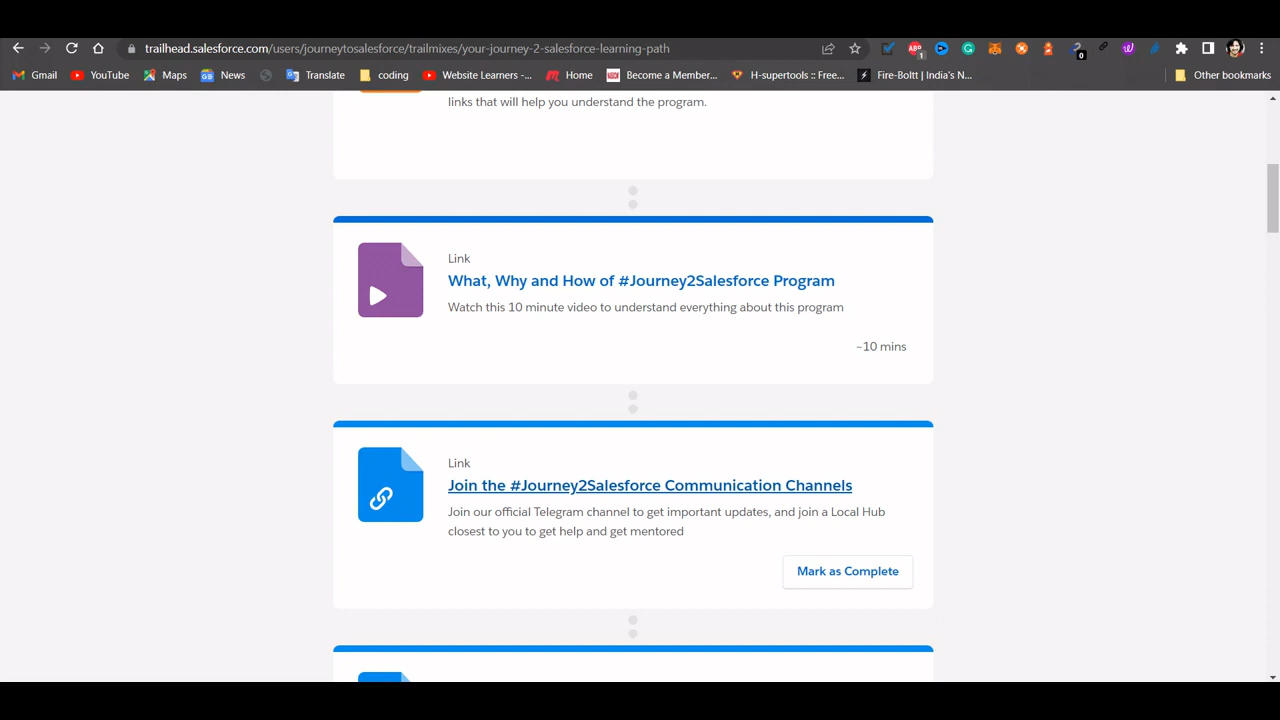 trailhead.salesforce.com/users/journeytosalesforce/trailmixes/your-journey-2-salesforce-learning-path
ABP
1
0
Gmail
YouTube
Maps
News
Translate
coding
Website Learners -...
Home
Become a Member...
H-supertools :: Free...
Fire-Boltt | India's N...
Other bookmarks
links that will help you understand the program.
Link
What, Why and How of #Journey2Salesforce Program
Watch this 10 minute video to understand everything about this program
~10 mins
Link
Join the #Journey2Salesforce Communication Channels
Join our official Telegram channel to get important updates, and join a Local Hub
closest to you to get help and get mentored
Mark as Complete